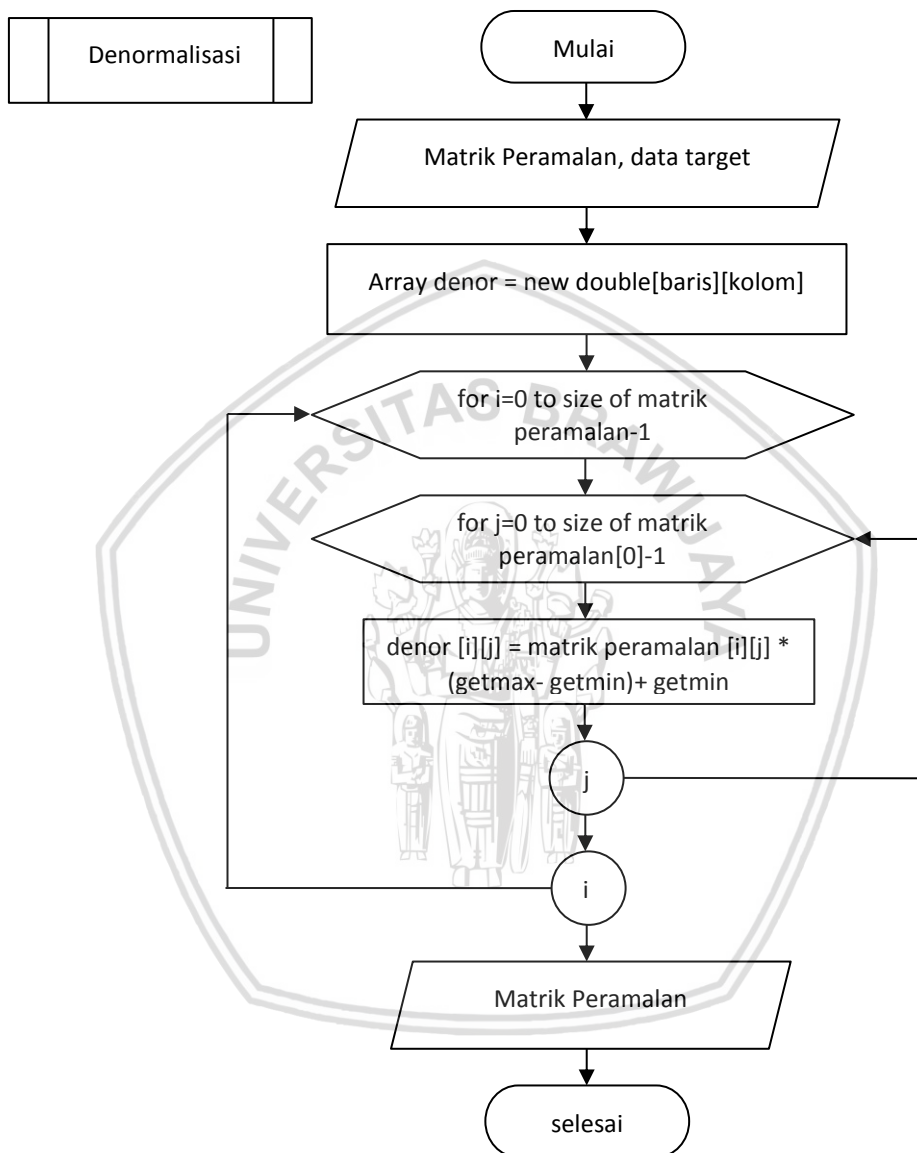 Denormalisasi
Mulai
Matrik Peramalan, data target
Array denor = new double[baris][kolom]
for i=0 to size of matrik
peramalan-1
for j=0 to size of matrik
peramalan[0]-1
denor [i][j] = matrik peramalan [i][j] *
(getmax- getmin)+ getmin
j
i
Matrik Peramalan
selesai
UNIVERSITAS BRAWIJAYA